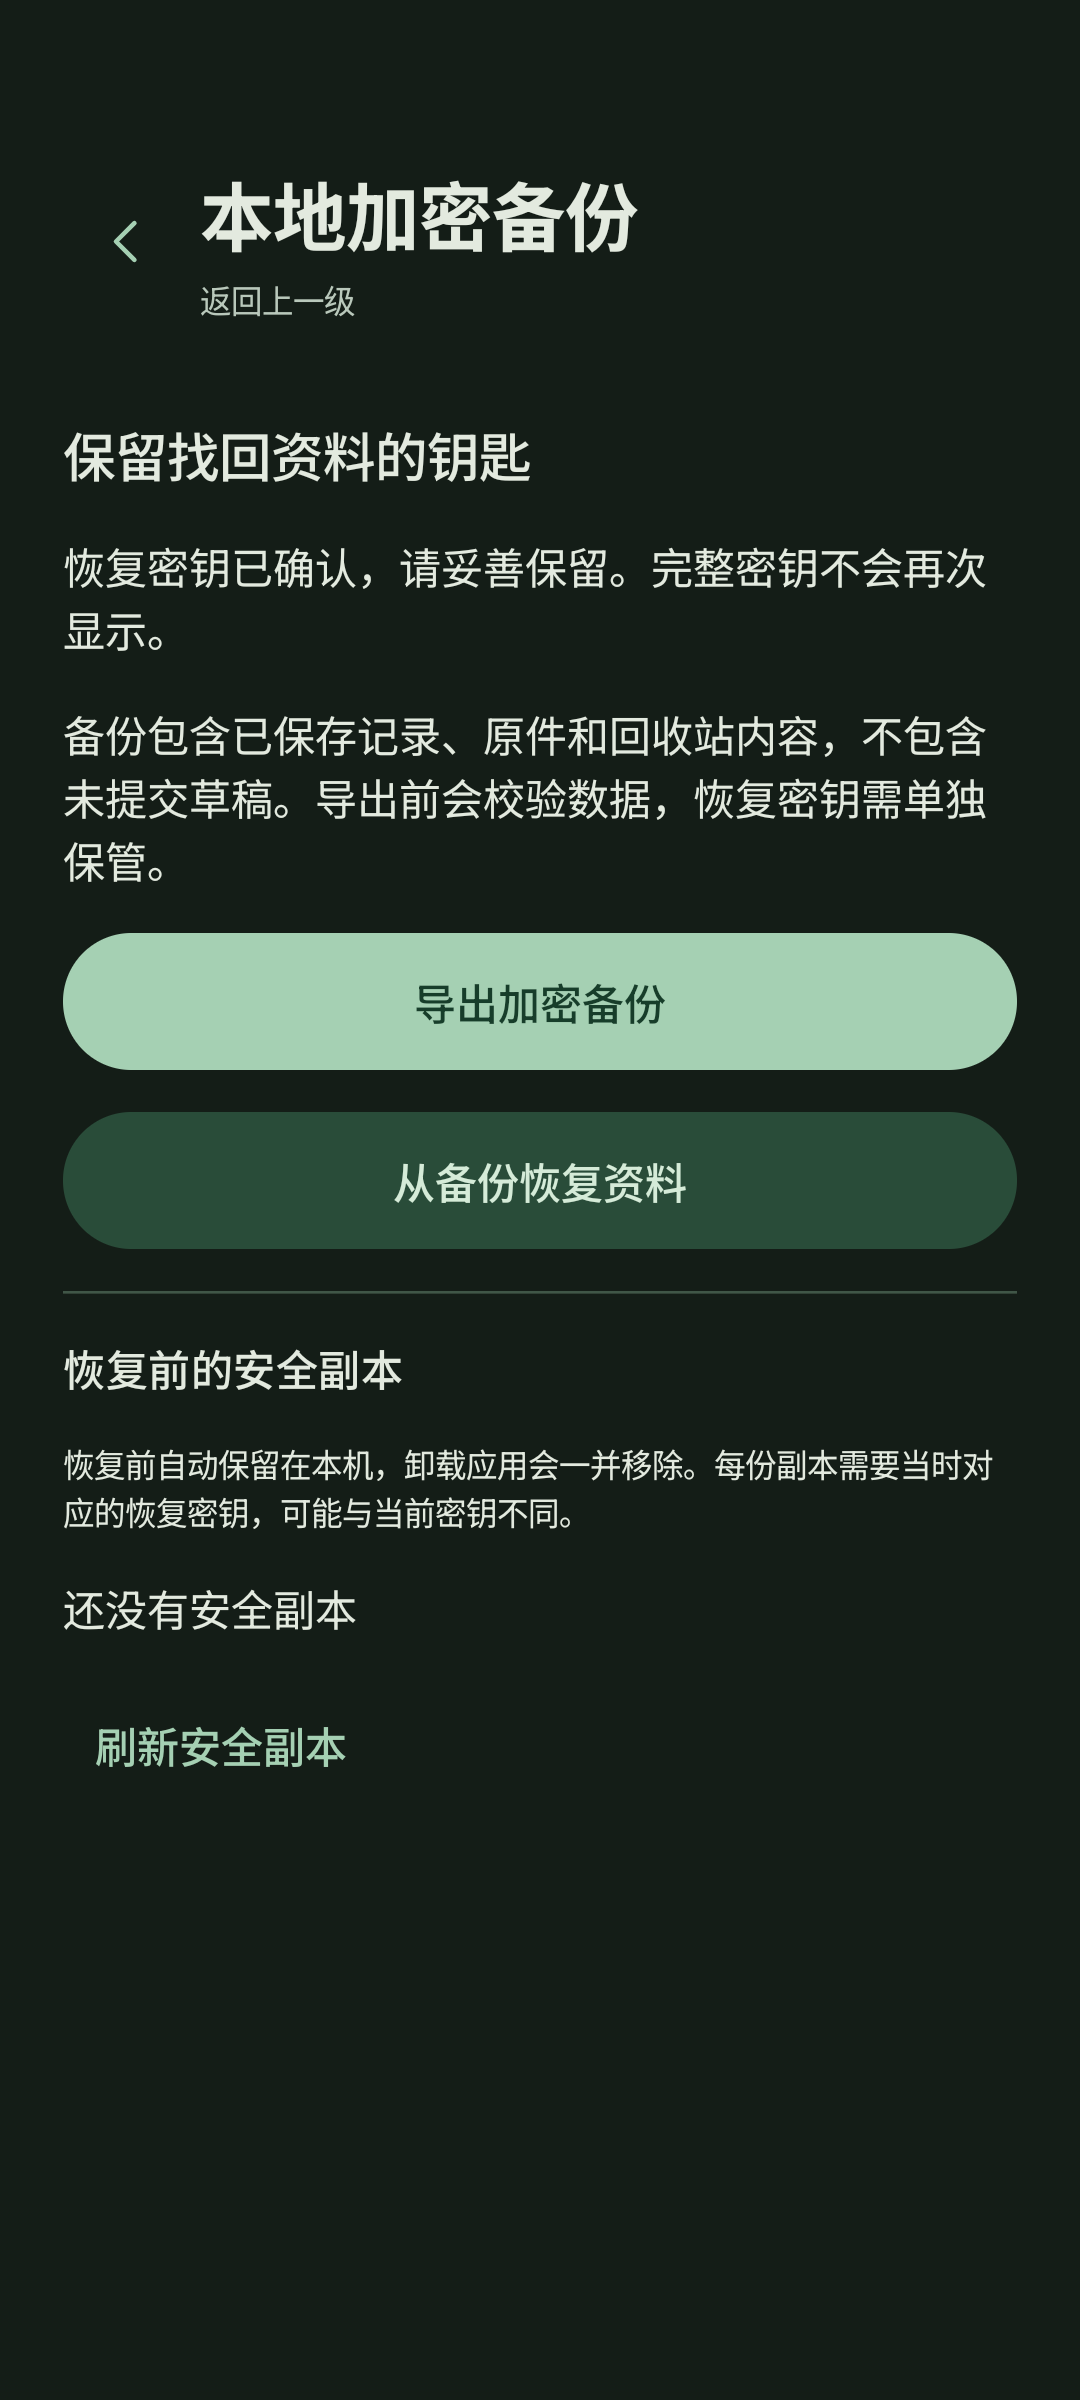 本地加密备份
返回上一级
保留找回资料的钥匙
恢复密钥已确认，请妥善保留。完整密钥不会再次
显示。
备份包含已保存记录、原件和回收站内容，不包含
未提交草稿。导出前会校验数据，恢复密钥需单独
保管。
导出加密备份
从备份恢复资料
恢复前的安全副本
恢复前自动保留在本机，卸载应用会一并移除。每份副本需要当时对
应的恢复密钥，可能与当前密钥不同。
还没有安全副本
刷新安全副本